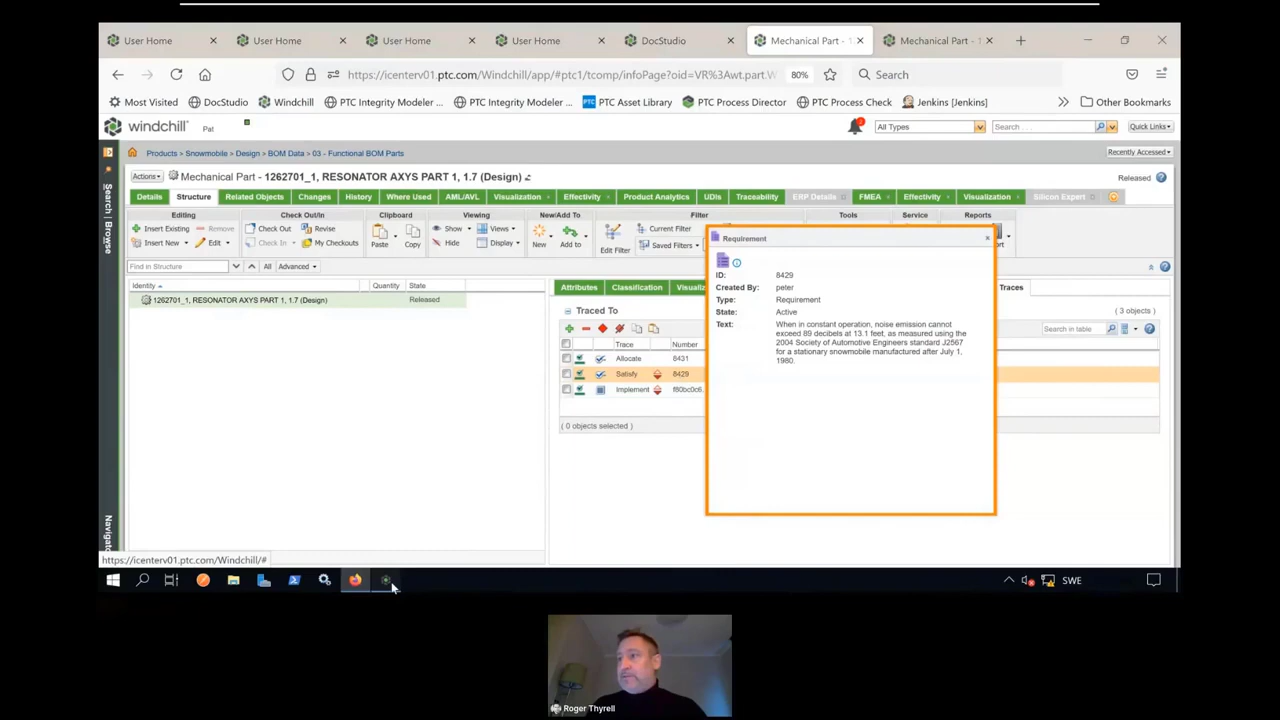 User Home × User Home × User Home × User Home × DocStudio × Mechanical Part - 1 × Mechanical Part - 1 × +
https://icenterv01.ptc.com/Windchill/app/#ptc1/tcomp/infoPage?oid=VR%3Awt.part.W 80% Search
Most Visited DocStudio Windchill PTC Integrity Modeler ... PTC Integrity Modeler ... PTC Asset Library PTC Process Director PTC Process Check Jenkins [Jenkins] Other Bookmarks
windchill Pat All Types Search ... Quick Links
Products > Snowmobile > Design > BOM Data > 03 - Functional BOM Parts Recently Accessed
Actions Mechanical Part - 1262701_1, RESONATOR AXYS PART 1, 1.7 (Design) Released
Search | Browse
Details Structure Related Objects Changes History Where Used AML/AVL Visualization Effectivity Product Analytics UDIs Traceability ERP Details FMEA Effectivity Visualization Silicon Expert
Editing Check Out/In Clipboard Viewing New/Add To Filter Tools Service Reports
Insert Existing Remove Check Out Revise Show Views Current Filter
Insert New Edit Check In My Checkouts Paste Copy Hide Display New Add to Edit Filter Saved Filters
Find in Structure All Advanced
Identity Quantity State
1262701_1, RESONATOR AXYS PART 1, 1.7 (Design) Released
Attributes Classification Traces
Traced To (3 objects)
Search in table
Trace Number
Allocate 8431
Satisfy 8429
Implement f80bc0c6
( 0 objects selected )
Requirement ×
ID: 8429
Created By: peter
Type: Requirement
State: Active
Text: When in constant operation, noise emission cannot
exceed 89 decibels at 13.1 feet, as measured using the
2004 Society of Automotive Engineers standard J2567
for a stationary snowmobile manufactured after July 1,
1980.
https://icenterv01.ptc.com/Windchill/#
SWE
Roger Thyrell